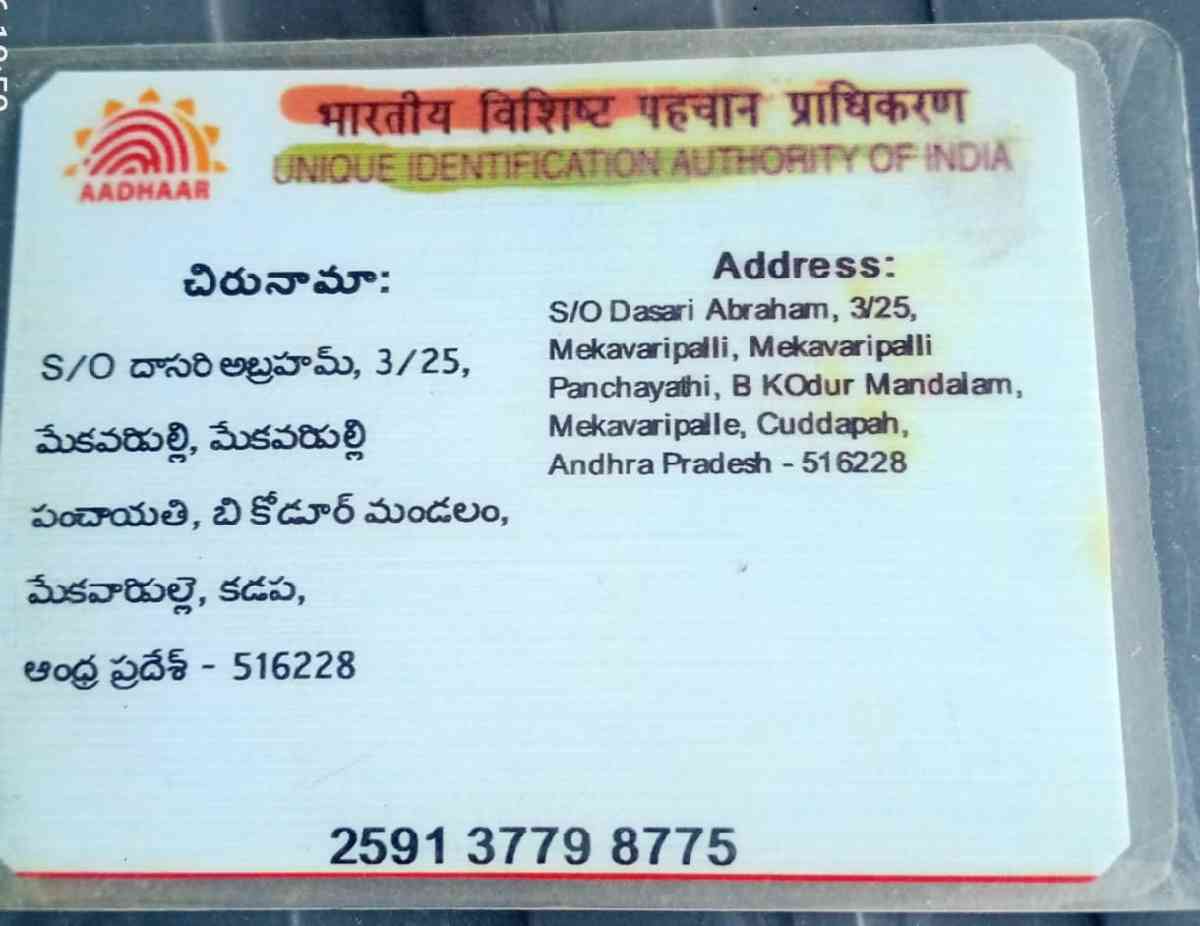 भारतीय विशिष्ट पहचान प्राधिकरण
UNIQUE IDENTIFICATION AUTHORITY OF INDIA
AADHAAR
చిరునామా:
S/O దాసరి అబ్రహమ్, 3/25,
మేకవరిపల్లి, మేకవరిపల్లి
పంచాయతి, బి కోడూర్ మండలం,
మేకవారిపల్లె, కడప,
ఆంధ్ర ప్రదేశ్ - 516228
Address:
S/O Dasari Abraham, 3/25,
Mekavaripalli, Mekavaripalli
Panchayathi, B KOdur Mandalam,
Mekavaripalle, Cuddapah,
Andhra Pradesh - 516228
2591 3779 8775